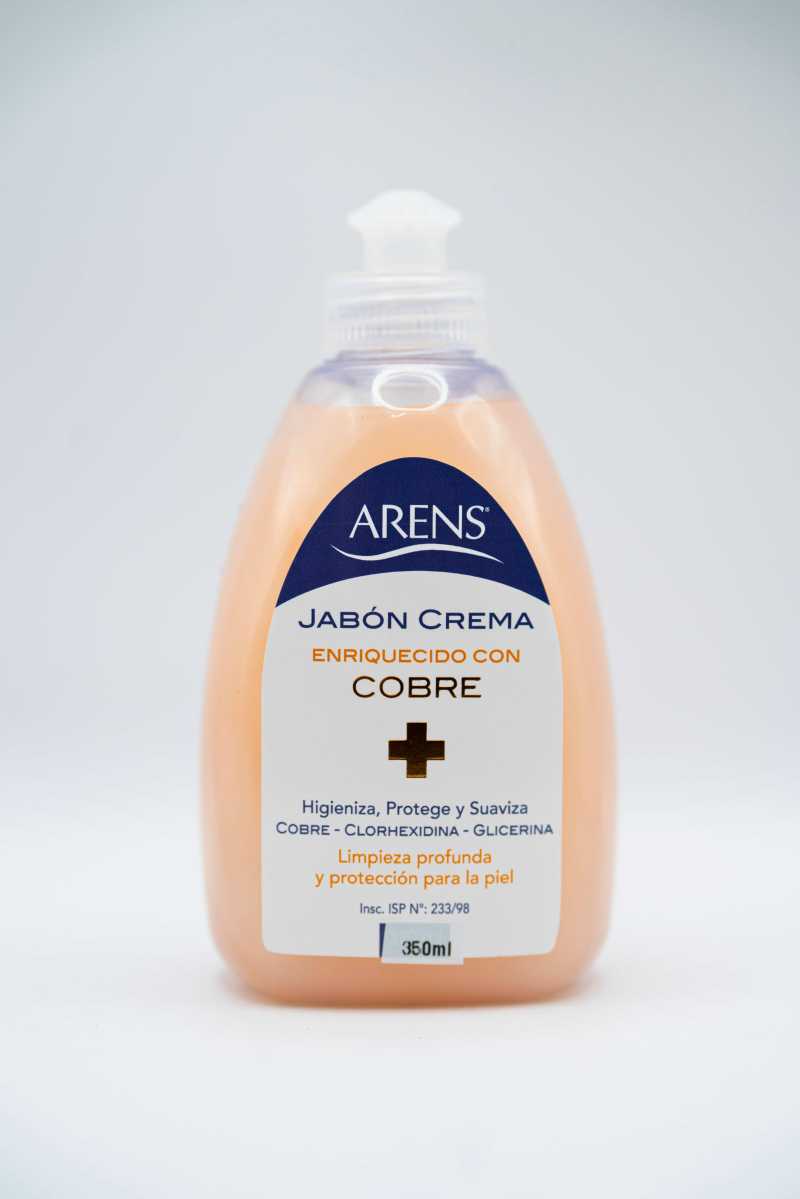 ARENS®
JABÓN CREMA
ENRIQUECIDO CON
COBRE
Higieniza, Protege y Suaviza
COBRE - CLORHEXIDINA - GLICERINA
Limpieza profunda
y protección para la piel
Insc. ISP N°: 233/98
350ml